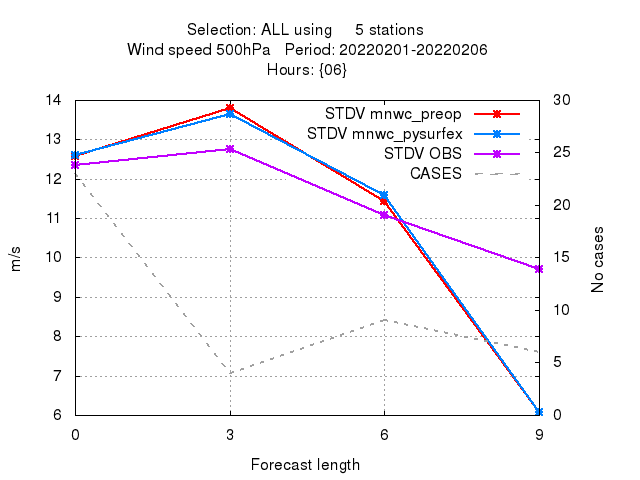 Selection: ALL using     5 stations
Wind speed 500hPa   Period: 20220201-20220206
Hours: {06}
STDV mnwc_preop
STDV mnwc_pysurfex
STDV OBS
CASES
14
13
12
11
10
9
8
7
6
30
25
20
15
10
5
0
m/s
No cases
0
3
6
9
Forecast length